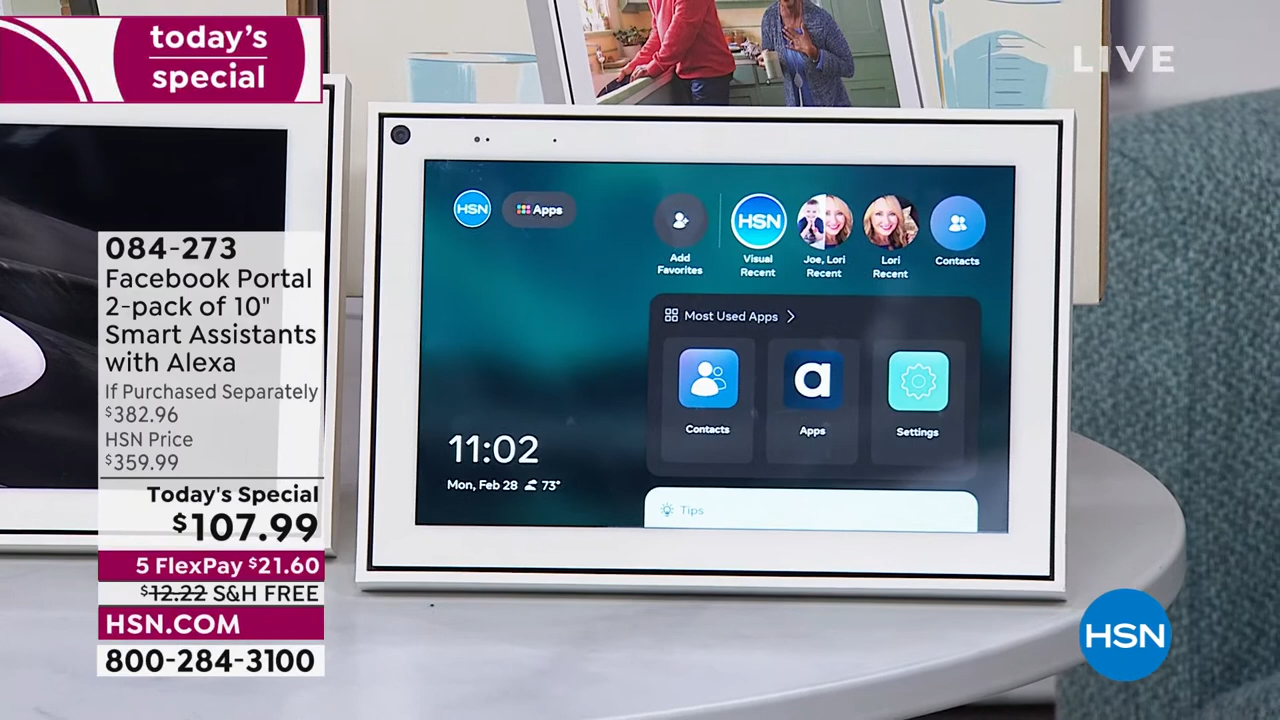 today's
special
LIVE
084-273
Facebook Portal
2-pack of 10"
Smart Assistants
with Alexa
If Purchased Separately
$382.96
HSN Price
$359.99
Today's Special
$107.99
5 FlexPay $21.60
$12.22 S&H FREE
HSN.COM
800-284-3100
HSN
Apps
Add
Favorites
HSN
Visual
Recent
Joe, Lori
Recent
Lori
Recent
Contacts
Most Used Apps
Contacts
a
Apps
Settings
11:02
Mon, Feb 28 73°
Tips
HSN